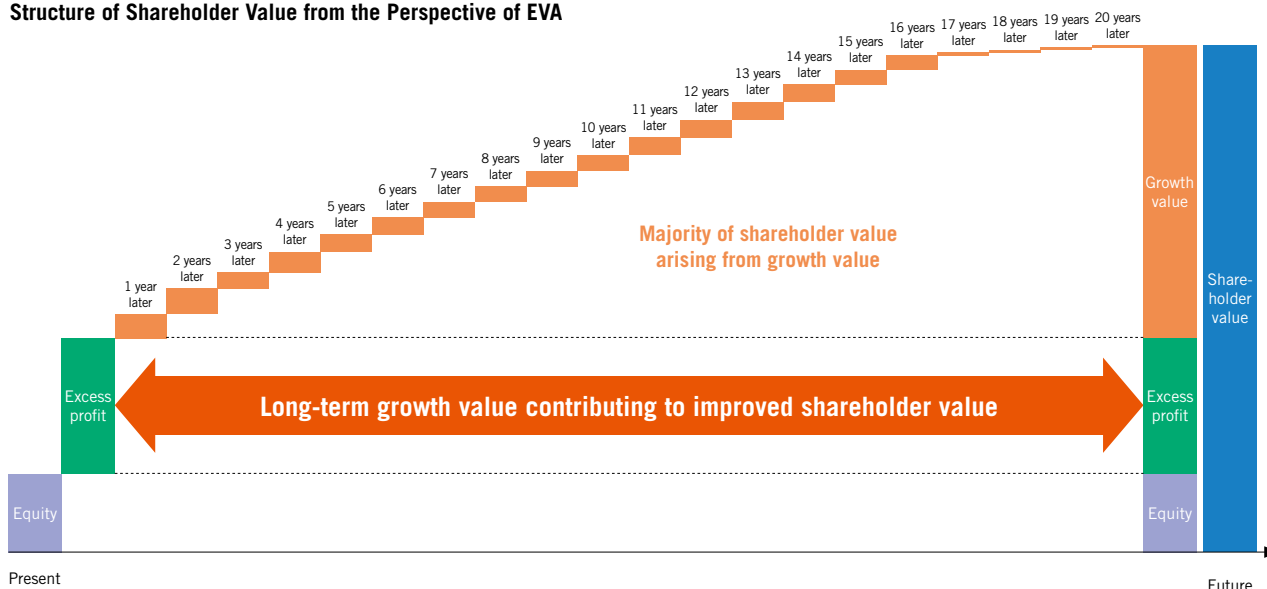 Structure of Shareholder Value from the Perspective of EVA
1 year
later
2 years
later
3 years
later
4 years
later
5 years
later
6 years
later
7 years
later
8 years
later
9 years
later
10 years
later
11 years
later
12 years
later
13 years
later
14 years
later
15 years
later
16 years
later
17 years
later
18 years
later
19 years
later
20 years
later
Majority of shareholder value
arising from growth value
Growth
value
Share-
holder
value
Excess
profit
Long-term growth value contributing to improved shareholder value
Excess
profit
Equity
Equity
Present
Future